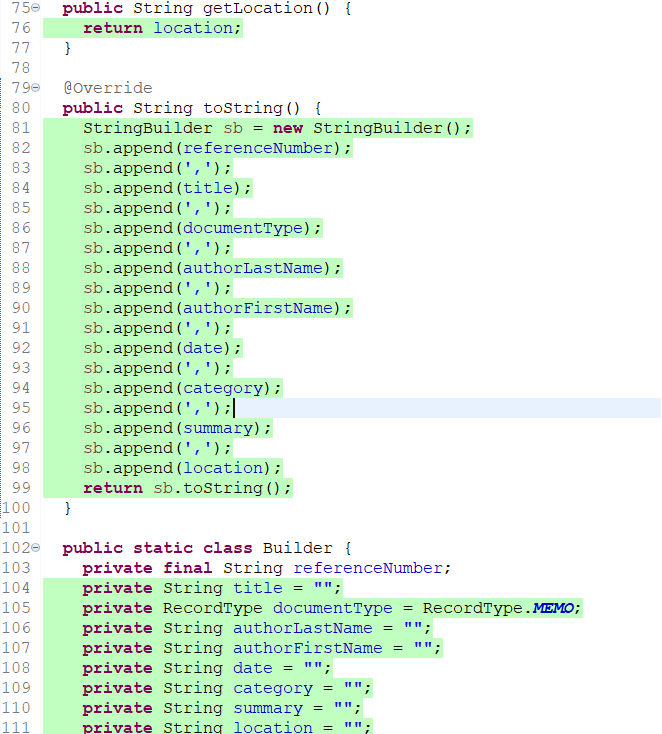 75 public String getLocation() {
76 return location;
77 }
78
79 @Override
80 public String toString() {
81 StringBuilder sb = new StringBuilder();
82 sb.append(referenceNumber);
83 sb.append(',');
84 sb.append(title);
85 sb.append(',');
86 sb.append(documentType);
87 sb.append(',');
88 sb.append(authorLastName);
89 sb.append(',');
90 sb.append(authorFirstName);
91 sb.append(',');
92 sb.append(date);
93 sb.append(',');
94 sb.append(category);
95 sb.append(',');
96 sb.append(summary);
97 sb.append(',');
98 sb.append(location);
99 return sb.toString();
100 }
101
102 public static class Builder {
103 private final String referenceNumber;
104 private String title = "";
105 private RecordType documentType = RecordType.MEMO;
106 private String authorLastName = "";
107 private String authorFirstName = "";
108 private String date = "";
109 private String category = "";
110 private String summary = "";
111 private String location = "";